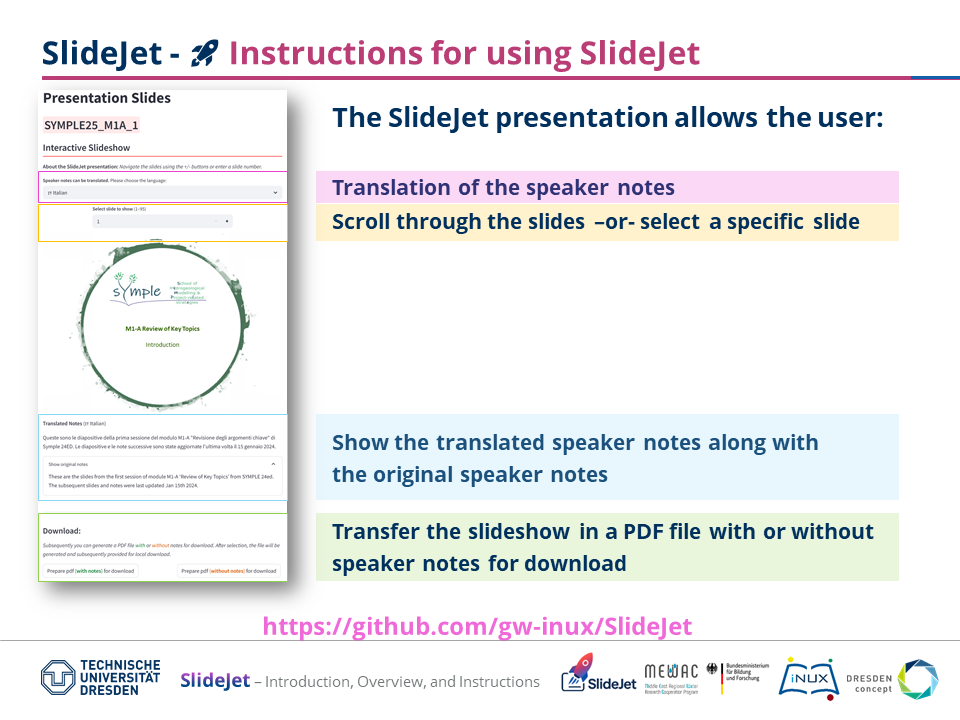 SlideJet - 🚀 Instructions for using SlideJet
Presentation Slides
SYMPLE25_M1A_1
Interactive Slideshow
About the SlideJet presentation: Navigate the slides using the +/- buttons or enter a slide number.
Speaker notes can be translated. Please choose the language:
IT Italian
Select slide to show (1-95)
1
symple
School of
Hydrogeological
Modeling &
Project-related
strategies
M1-A Review of Key Topics
Introduction
Translated Notes (IT Italian)
Queste sono le diapositive della prima sessione del modulo M1-A "Revisione degli argomenti chiave" di
Symple 24ED. Le diapositive e le note successive sono state aggiornate l'ultima volta il 15 gennaio 2024.
Show original notes
These are the slides from the first session of module M1-A 'Review of Key Topics' from SYMPLE 24ed.
The subsequent slides and notes were last updated Jan 15th 2024.
Download:
Subsequently you can generate a PDF file with or without notes for download. After selection, the file will be
generated and subsequently provided for local download.
Prepare pdf (with notes) for download
Prepare pdf (without notes) for download
The SlideJet presentation allows the user:
Translation of the speaker notes
Scroll through the slides –or- select a specific slide
Show the translated speaker notes along with
the original speaker notes
Transfer the slideshow in a PDF file with or without
speaker notes for download
https://github.com/gw-inux/SlideJet
TECHNISCHE
UNIVERSITÄT
DRESDEN
SlideJet – Introduction, Overview, and Instructions
SlideJet
MEWAC
Middle East Regional Water
Research Cooperation Program
Bundesministerium
für Bildung
und Forschung
iNUX
DRESDEN
concept